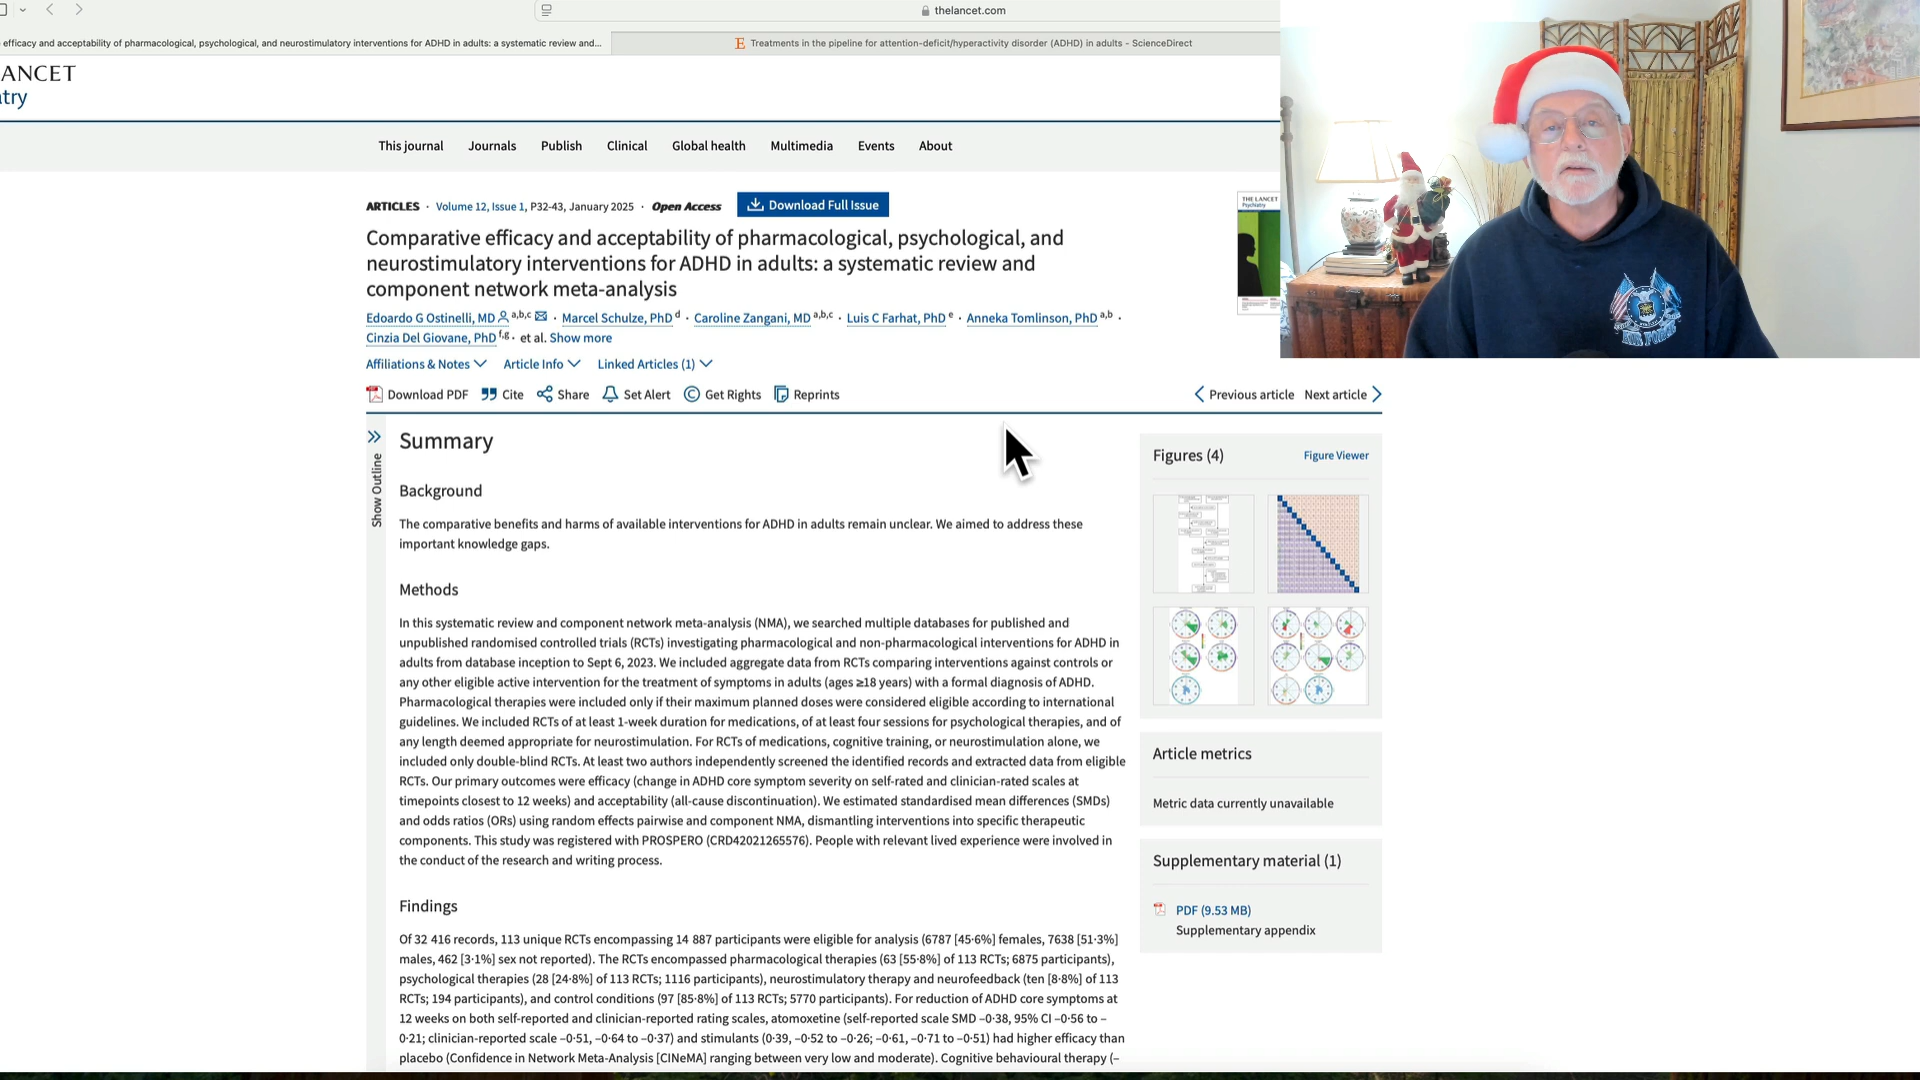 thelancet.com
efficacy and acceptability of pharmacological, psychological, and neurostimulatory interventions for ADHD in adults: a systematic review and...
Treatments in the pipeline for attention-deficit/hyperactivity disorder (ADHD) in adults - ScienceDirect
ANCET
try
This journal Journals Publish Clinical Global health Multimedia Events About
ARTICLES · Volume 12, Issue 1, P32-43, January 2025 · Open Access Download Full Issue
THE LANCET
Psychiatry
Comparative efficacy and acceptability of pharmacological, psychological, and
neurostimulatory interventions for ADHD in adults: a systematic review and
component network meta-analysis
Edoardo G Ostinelli, MD a,b,c · Marcel Schulze, PhD d · Caroline Zangani, MD a,b,c · Luis C Farhat, PhD e · Anneka Tomlinson, PhD a,b ·
Cinzia Del Giovane, PhD f,g · et al. Show more
Affiliations & Notes Article Info Linked Articles (1)
Download PDF Cite Share Set Alert Get Rights Reprints Previous article Next article
Show Outline
Summary
Background
The comparative benefits and harms of available interventions for ADHD in adults remain unclear. We aimed to address these
important knowledge gaps.
Methods
In this systematic review and component network meta-analysis (NMA), we searched multiple databases for published and
unpublished randomised controlled trials (RCTs) investigating pharmacological and non-pharmacological interventions for ADHD in
adults from database inception to Sept 6, 2023. We included aggregate data from RCTs comparing interventions against controls or
any other eligible active intervention for the treatment of symptoms in adults (ages ≥18 years) with a formal diagnosis of ADHD.
Pharmacological therapies were included only if their maximum planned doses were considered eligible according to international
guidelines. We included RCTs of at least 1-week duration for medications, of at least four sessions for psychological therapies, and of
any length deemed appropriate for neurostimulation. For RCTs of medications, cognitive training, or neurostimulation alone, we
included only double-blind RCTs. At least two authors independently screened the identified records and extracted data from eligible
RCTs. Our primary outcomes were efficacy (change in ADHD core symptom severity on self-rated and clinician-rated scales at
timepoints closest to 12 weeks) and acceptability (all-cause discontinuation). We estimated standardised mean differences (SMDs)
and odds ratios (ORs) using random effects pairwise and component NMA, dismantling interventions into specific therapeutic
components. This study was registered with PROSPERO (CRD42021265576). People with relevant lived experience were involved in
the conduct of the research and writing process.
Findings
Of 32 416 records, 113 unique RCTs encompassing 14 887 participants were eligible for analysis (6787 [45·6%] females, 7638 [51·3%]
males, 462 [3·1%] sex not reported). The RCTs encompassed pharmacological therapies (63 [55·8%] of 113 RCTs; 6875 participants),
psychological therapies (28 [24·8%] of 113 RCTs; 1116 participants), neurostimulatory therapy and neurofeedback (ten [8·8%] of 113
RCTs; 194 participants), and control conditions (97 [85·8%] of 113 RCTs; 5770 participants). For reduction of ADHD core symptoms at
12 weeks on both self-reported and clinician-reported rating scales, atomoxetine (self-reported scale SMD –0·38, 95% CI –0·56 to –
0·21; clinician-reported scale –0·51, –0·64 to –0·37) and stimulants (0·39, –0·52 to –0·26; –0·61, –0·71 to –0·51) had higher efficacy than
placebo (Confidence in Network Meta-Analysis [CINeMA] ranging between very low and moderate). Cognitive behavioural therapy (–
Figures (4) Figure Viewer
Article metrics
Metric data currently unavailable
Supplementary material (1)
PDF (9.53 MB)
Supplementary appendix
AIR FORCE